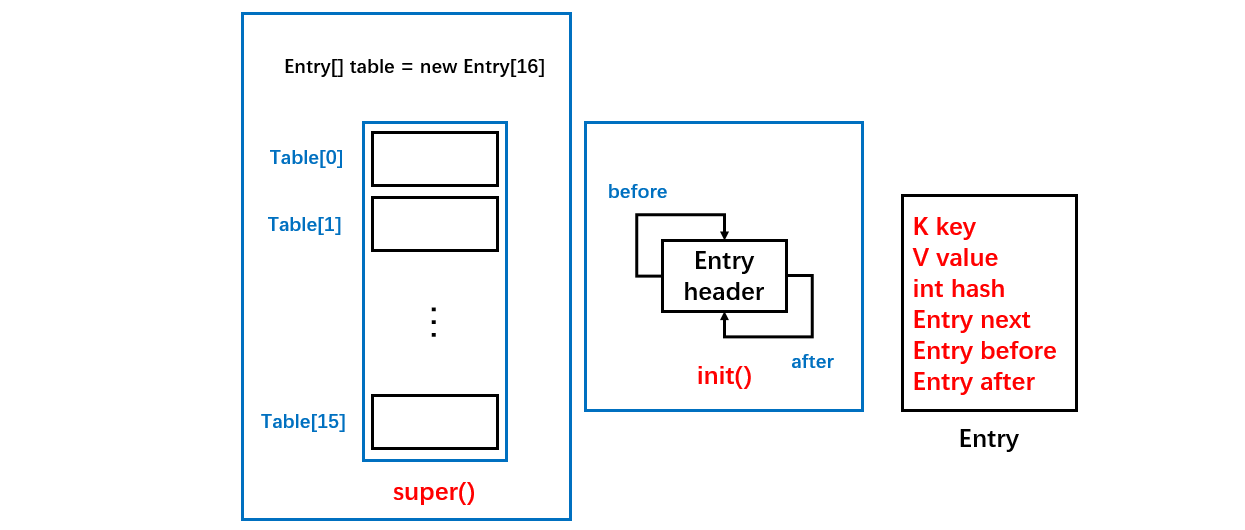 Entry[] table = new Entry[16]
Table[0]
Table[1]
Table[15]
super()
before
Entry
header
after
init()
K key
V value
int hash
Entry next
Entry before
Entry after
Entry